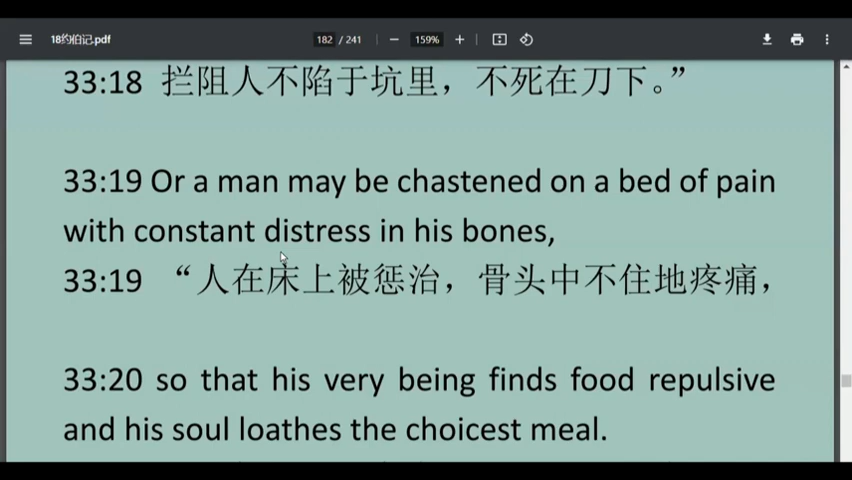 18约伯记.pdf
182 / 241
159%
33:18 拦阻人不陷于坑里，不死在刀下。”
33:19 Or a man may be chastened on a bed of pain
with constant distress in his bones,
33:19 “人在床上被惩治，骨头中不住地疼痛，
33:20 so that his very being finds food repulsive
and his soul loathes the choicest meal.